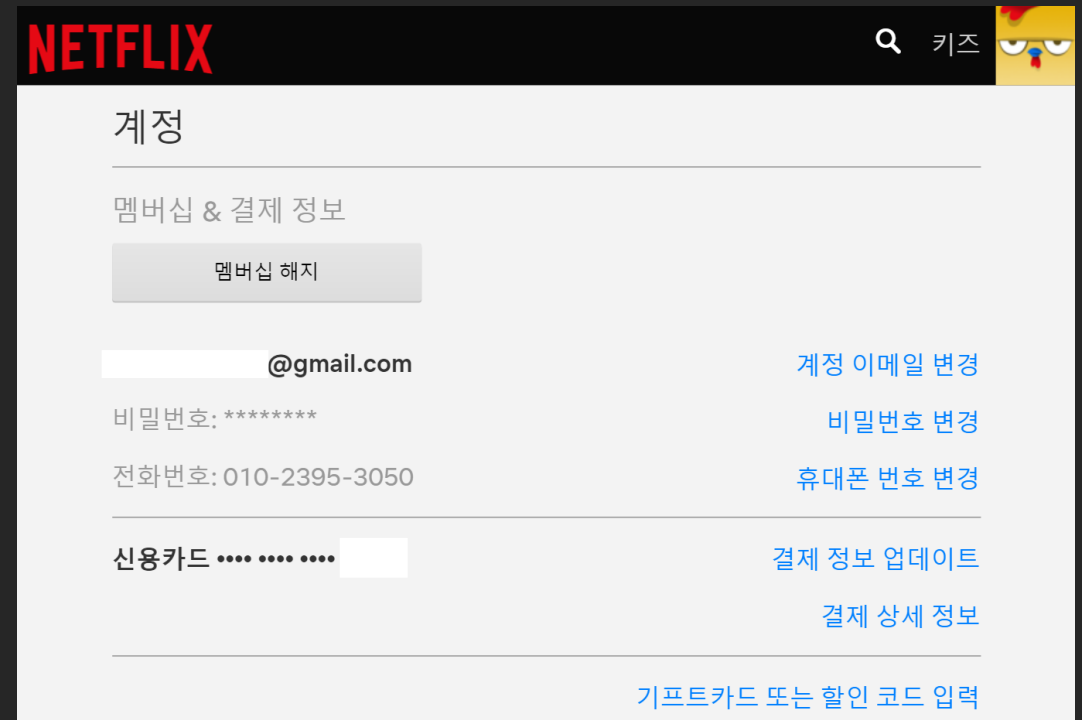 NETFLIX
키즈
계정
멤버십 & 결제 정보
멤버십 해지
@gmail.com
계정 이메일 변경
비밀번호: ********
비밀번호 변경
전화번호: 010-2395-3050
휴대폰 번호 변경
신용카드 •••• •••• ••••
결제 정보 업데이트
결제 상세 정보
기프트카드 또는 할인 코드 입력